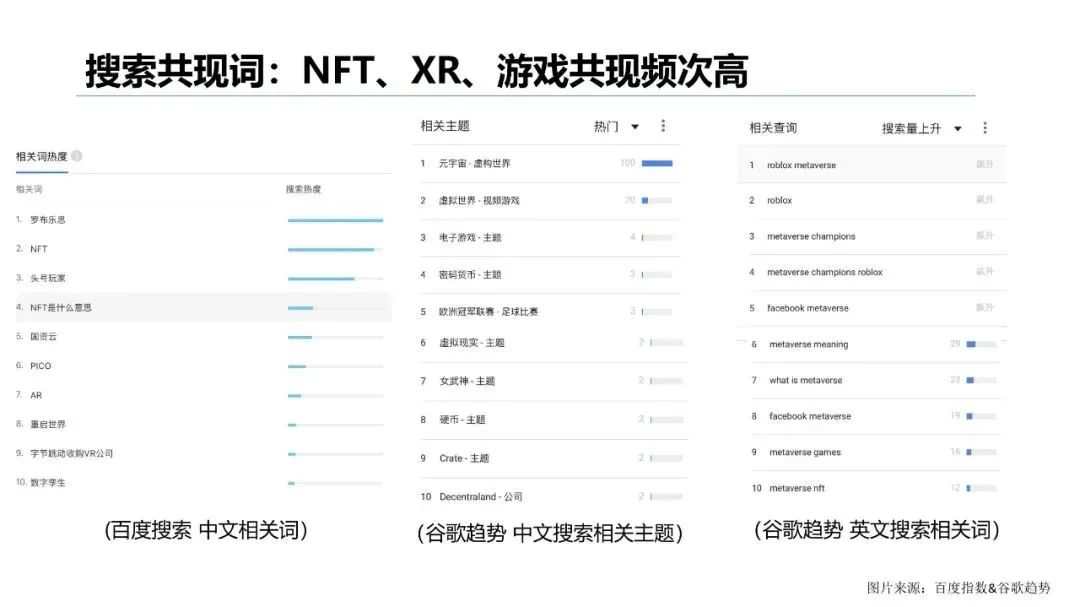 搜索共现词：NFT、XR、游戏共现频次高
相关词热度
相关词 搜索热度
1. 罗布乐思
2. NFT
3. 头号玩家
4. NFT是什么意思
5. 国资云
6. PICO
7. AR
8. 重启世界
9. 字节跳动收购VR公司
10. 数字孪生
(百度搜索 中文相关词)
相关主题 热门
1 元宇宙 - 虚构世界 100
2 虚拟世界 - 视频游戏 20
3 电子游戏 - 主题 4
4 密码货币 - 主题 3
5 欧洲冠军联赛 - 足球比赛 3
6 虚拟现实 - 主题 2
7 女武神 - 主题 2
8 硬币 - 主题 2
9 Crate - 主题 2
10 Decentraland - 公司 2
(谷歌趋势 中文搜索相关主题)
相关查询 搜索量上升
1 roblox metaverse 飙升
2 roblox 飙升
3 metaverse champions 飙升
4 metaverse champions roblox 飙升
5 facebook metaverse 飙升
6 metaverse meaning 29
7 what is metaverse 23
8 facebook metaverse 19
9 metaverse games 16
10 metaverse nft 12
(谷歌趋势 英文搜索相关词)
图片来源：百度指数&谷歌趋势